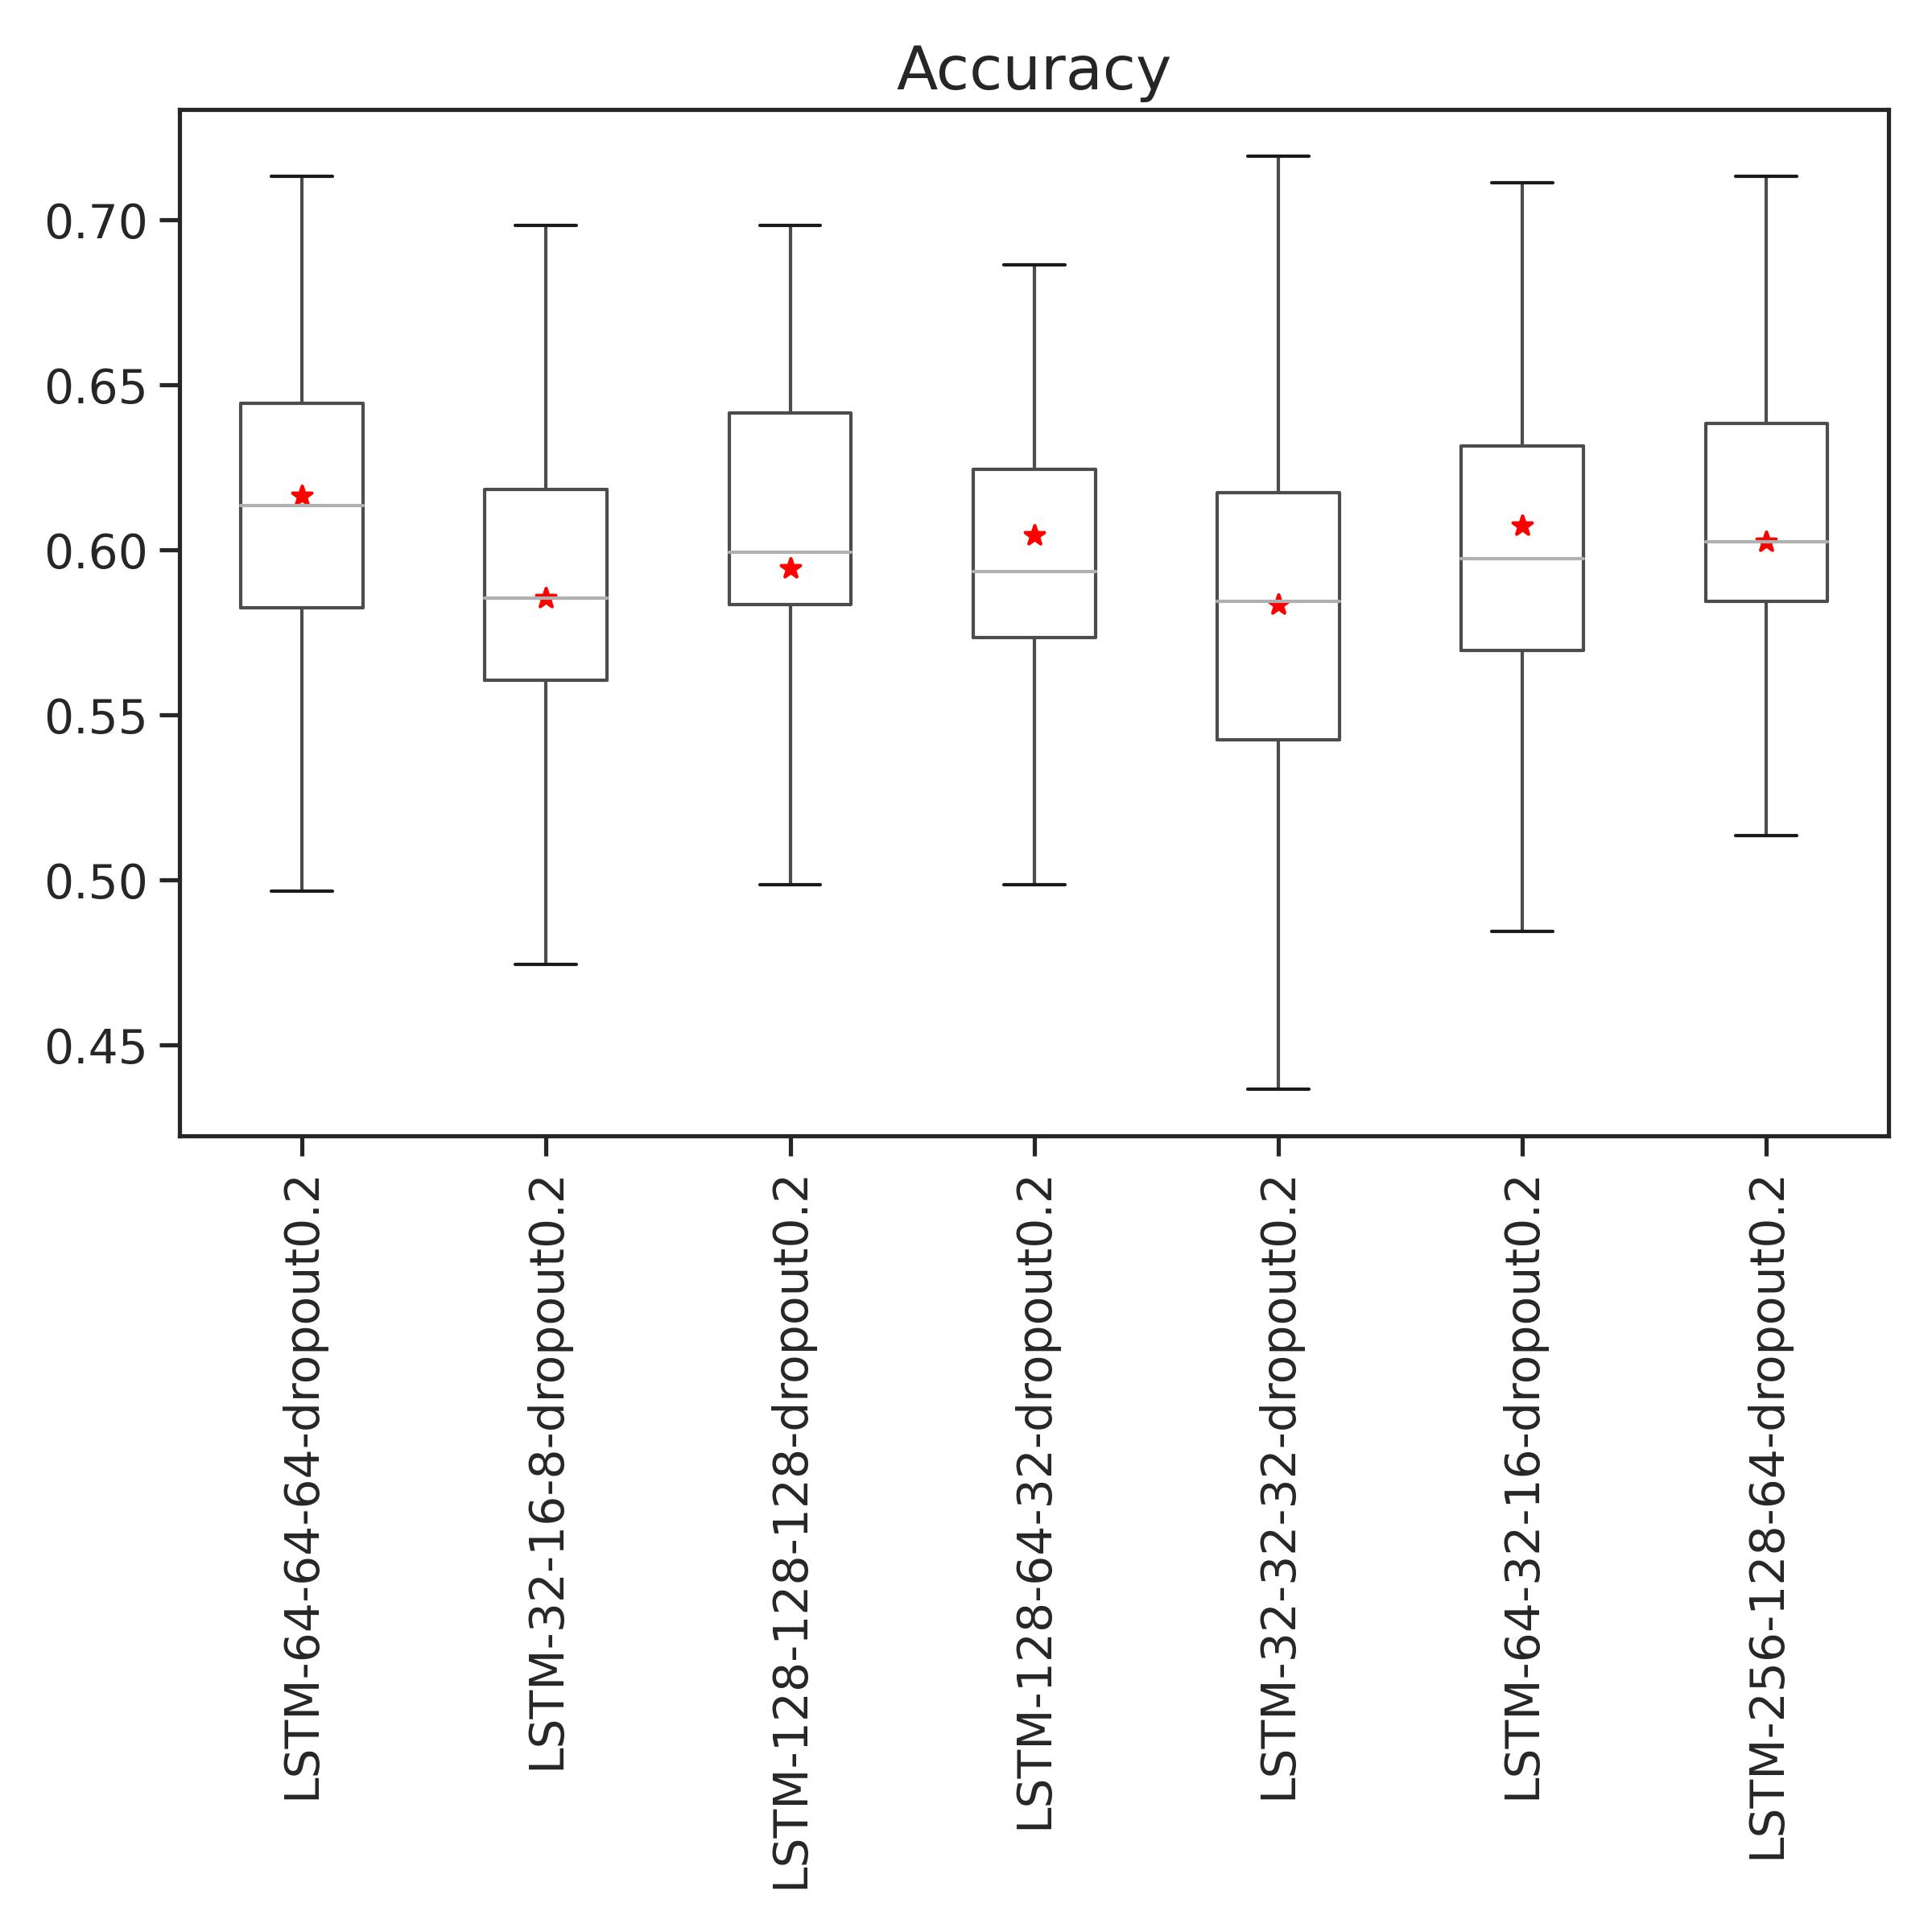 Accuracy
0.70
0.65
0.60
0.55
0.50
0.45
LSTM-64-64-64-dropout0.2
LSTM-32-16-8-dropout0.2
LSTM-128-128-128-dropout0.2
LSTM-128-64-32-dropout0.2
LSTM-32-32-32-dropout0.2
LSTM-64-32-16-dropout0.2
LSTM-256-128-64-dropout0.2